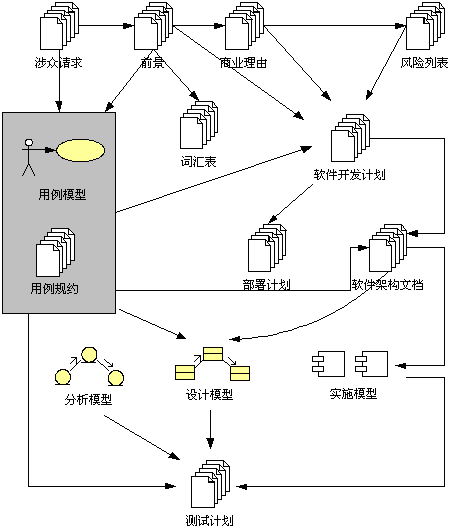 涉众请求
前景
商业理由
风险列表
词汇表
软件开发计划
用例模型
用例规约
部署计划
软件架构文档
分析模型
设计模型
实施模型
测试计划